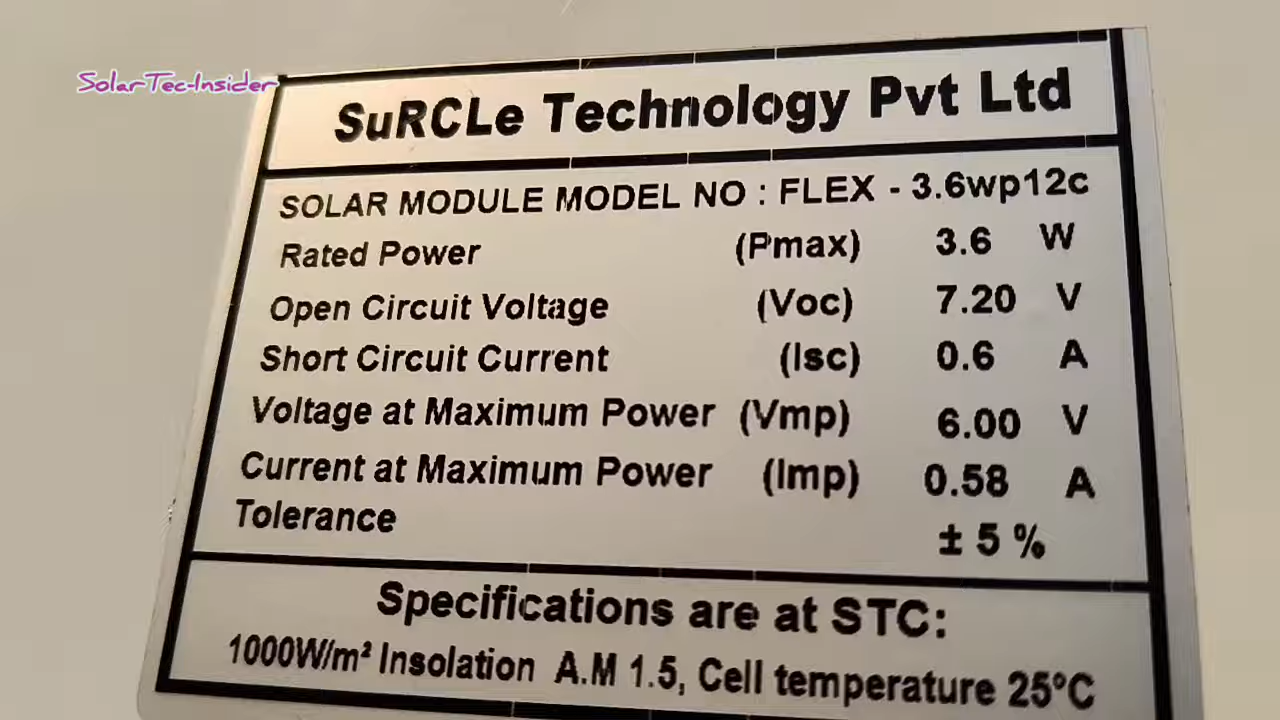 SolarTec-Insider
SuRCLe Technology Pvt Ltd
SOLAR MODULE MODEL NO : FLEX - 3.6wp12c
Rated Power (Pmax) 3.6 W
Open Circuit Voltage (Voc) 7.20 V
Short Circuit Current (Isc) 0.6 A
Voltage at Maximum Power (Vmp) 6.00 V
Current at Maximum Power (Imp) 0.58 A
Tolerance ± 5 %
Specifications are at STC:
1000W/m² Insolation A.M 1.5, Cell temperature 25°C